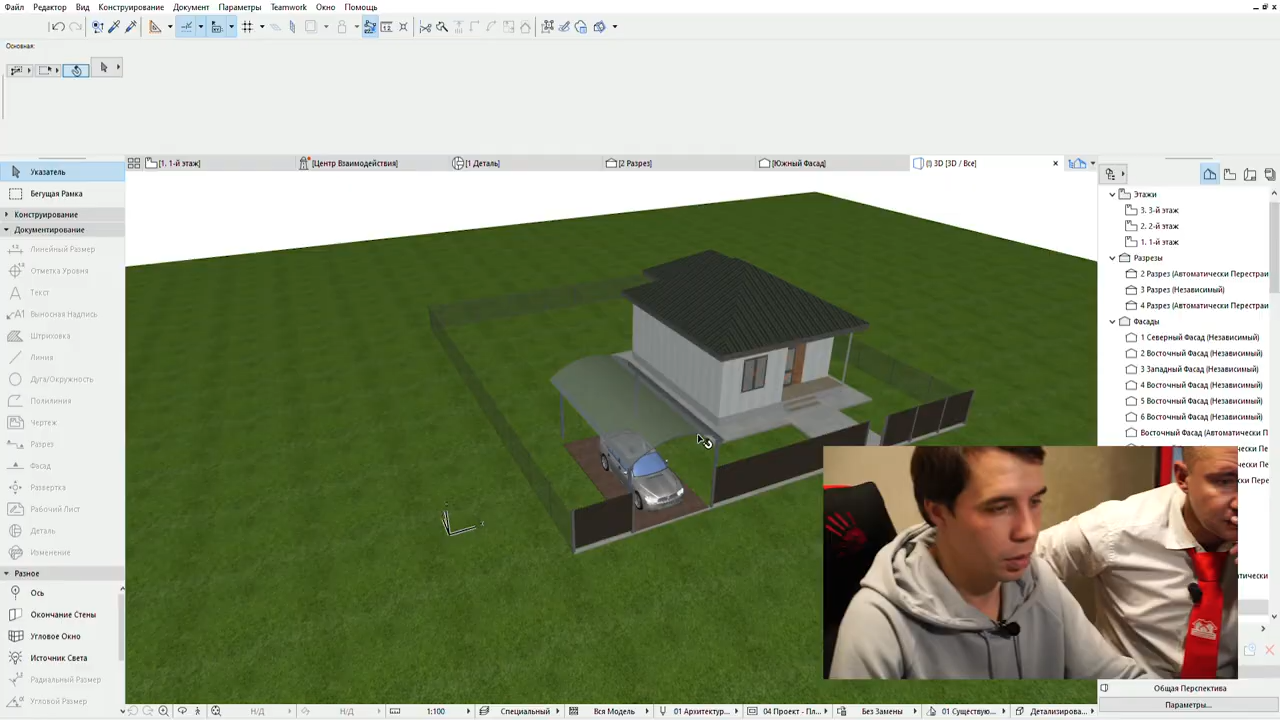 Файл Редактор Вид Конструирование Документ Параметры Teamwork Окно Помощь
Основная:
[1. 1-й этаж] [Центр Взаимодействия] [1 Деталь] [2 Разрез] [Южный Фасад] (!) 3D [3D / Все]
Указатель
Бегущая Рамка
Конструирование
Документирование
Линейный Размер
Отметка Уровня
Текст
Выносная Надпись
Штриховка
Линия
Дуга/Окружность
Полилиния
Чертеж
Разрез
Фасад
Развертка
Рабочий Лист
Деталь
Изменение
Разное
Ось
Окончание Стены
Угловое Окно
Источник Света
Радиальный Размер
Угловой Размер
Этажи
3. 3-й этаж
2. 2-й этаж
1. 1-й этаж
Разрезы
2 Разрез (Автоматически Перестраи
3 Разрез (Независимый)
4 Разрез (Автоматически Перестраи
Фасады
1 Северный Фасад (Независимый)
2 Восточный Фасад (Независимый)
3 Западный Фасад (Независимый)
4 Восточный Фасад (Независимый)
5 Восточный Фасад (Независимый)
6 Восточный Фасад (Независимый)
Восточный Фасад (Автоматически П
Общая Перспектива
Параметры...
x
Н/Д Н/Д 1:100 Специальный Вся Модель 01 Архитектур... 04 Проект - Пл... Без Замены 01 Существую... Детализирова...